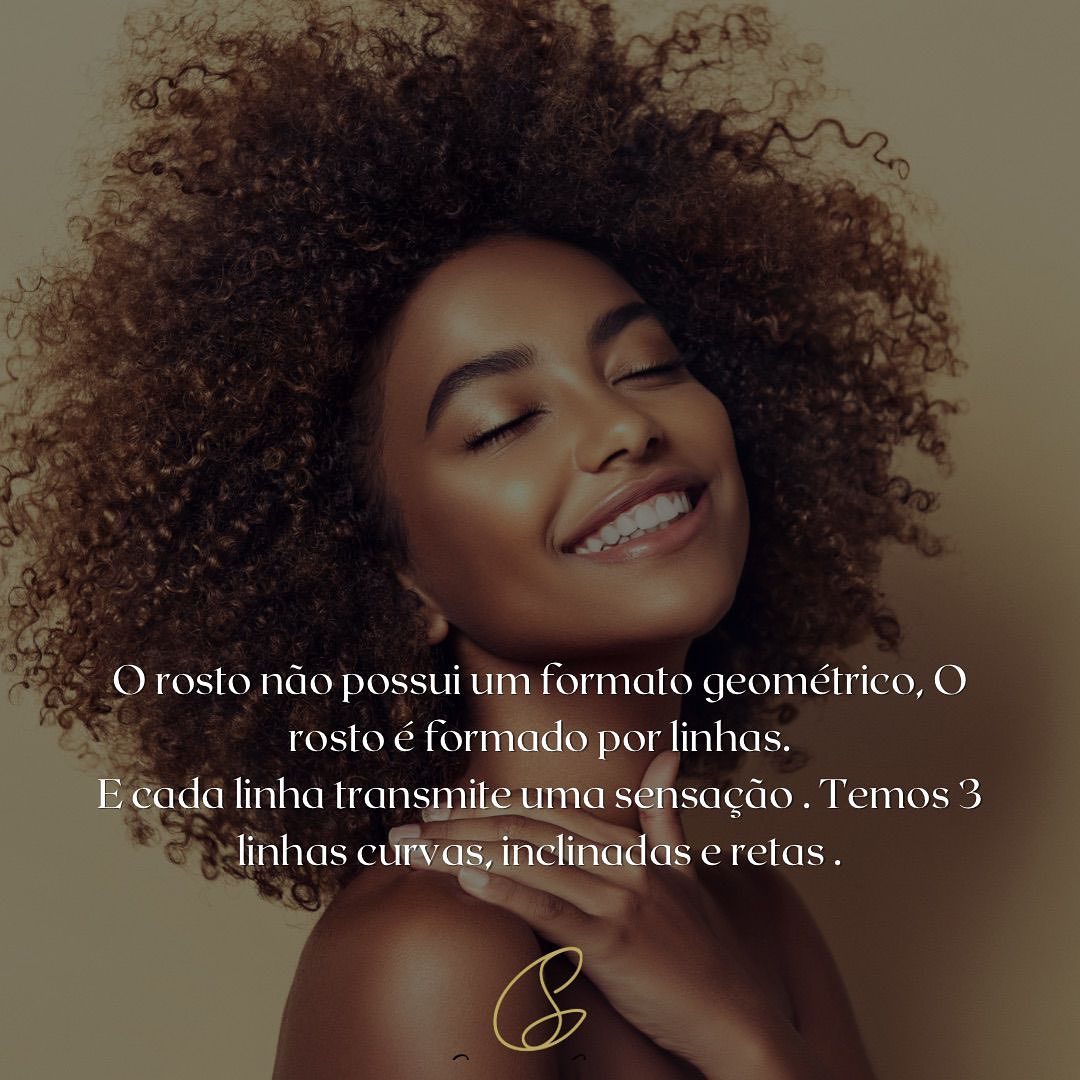 O rosto não possui um formato geométrico, O
rosto é formado por linhas.
E cada linha transmite uma sensação . Temos 3
linhas curvas, inclinadas e retas .